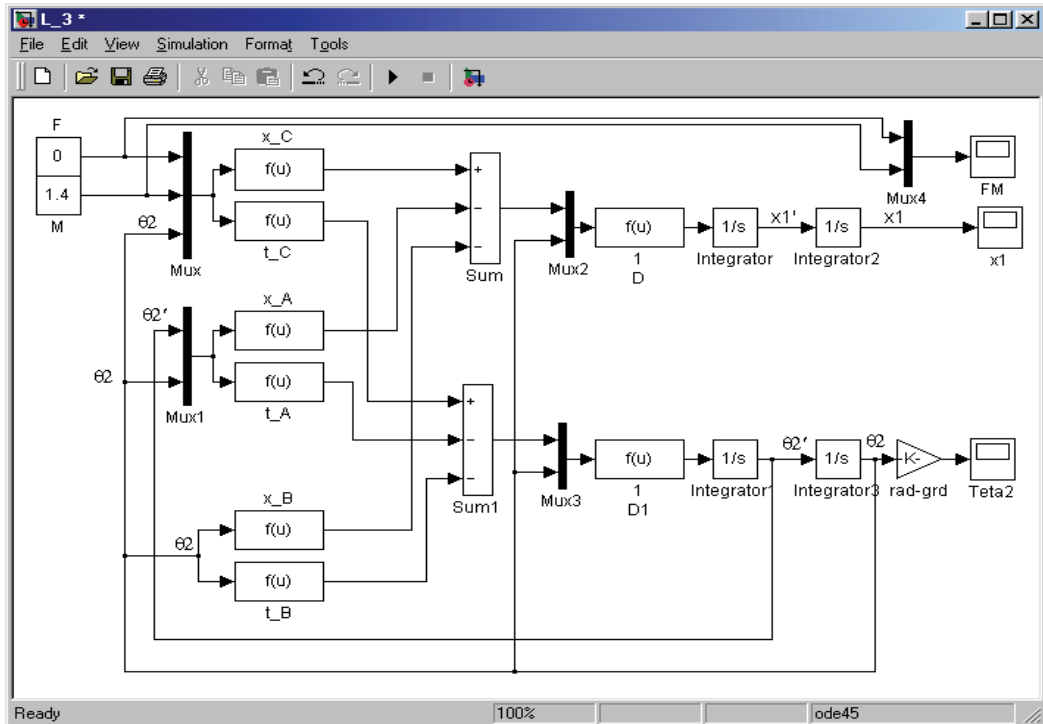 L_3 *
File Edit View Simulation Format Tools
F
0
1.4
M
θ2
Mux
x_C
f(u)
f(u)
t_C
+
−
−
Sum
Mux2
f(u)
1
D
1/s
Integrator
x1'
1/s
Integrator2
x1
Mux4
FM
x1
θ2'
θ2
Mux1
x_A
f(u)
f(u)
t_A
+
−
−
Sum1
Mux3
f(u)
1
D1
1/s
Integrator1
θ2'
1/s
Integrator3
θ2
-K-
rad-grd
Teta2
θ2
x_B
f(u)
f(u)
t_B
Ready 100% ode45